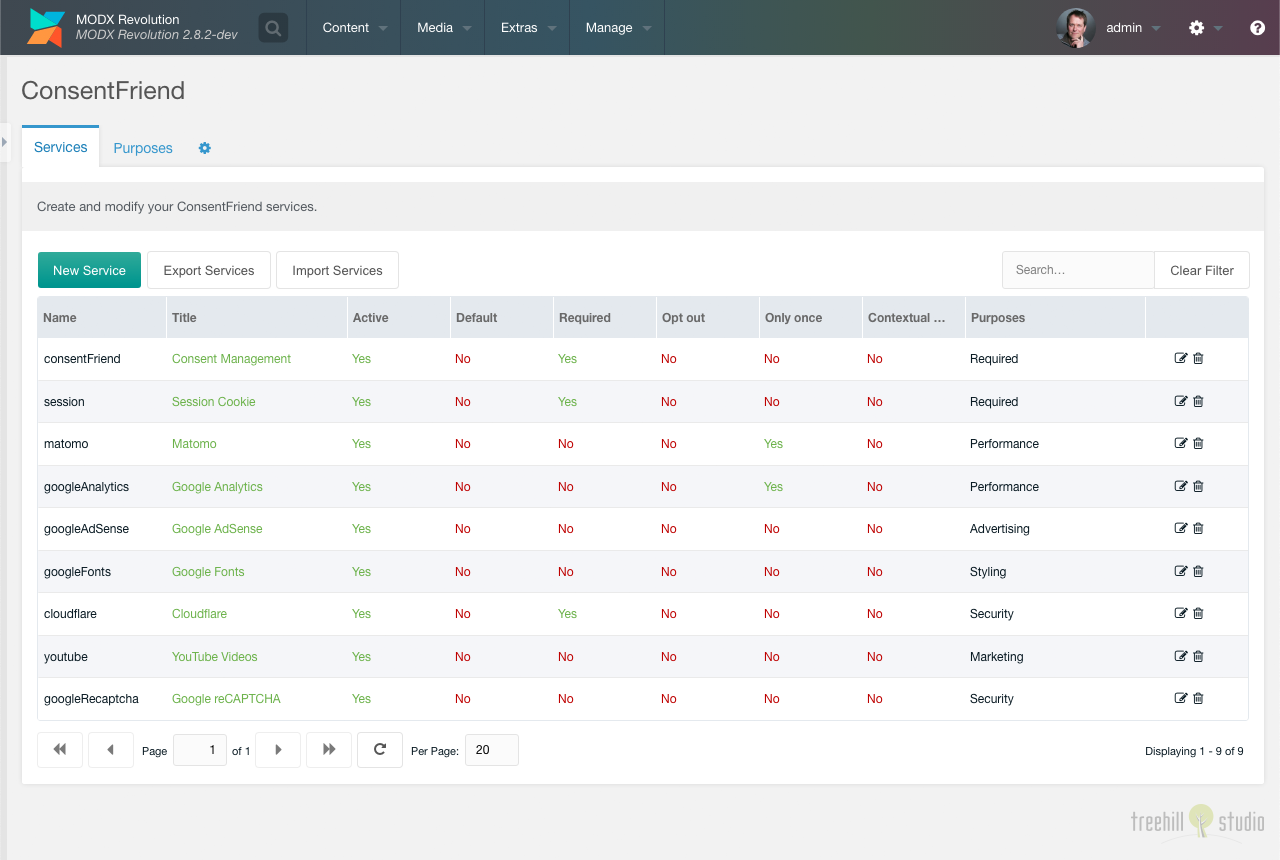 MODX Revolution
MODX Revolution 2.8.2-dev
Content Media Extras Manage admin
ConsentFriend
Services Purposes
Create and modify your ConsentFriend services.
New Service Export Services Import Services Search... Clear Filter
Name Title Active Default Required Opt out Only once Contextual ... Purposes
consentFriend Consent Management Yes No Yes No No No Required
session Session Cookie Yes No Yes No No No Required
matomo Matomo Yes No No No Yes No Performance
googleAnalytics Google Analytics Yes No No No Yes No Performance
googleAdSense Google AdSense Yes No No No No No Advertising
googleFonts Google Fonts Yes No No No No No Styling
cloudflare Cloudflare Yes No Yes No No No Security
youtube YouTube Videos Yes No No No No No Marketing
googleRecaptcha Google reCAPTCHA Yes No No No No No Security
Page 1 of 1 Per Page: 20 Displaying 1 - 9 of 9
treehill studio